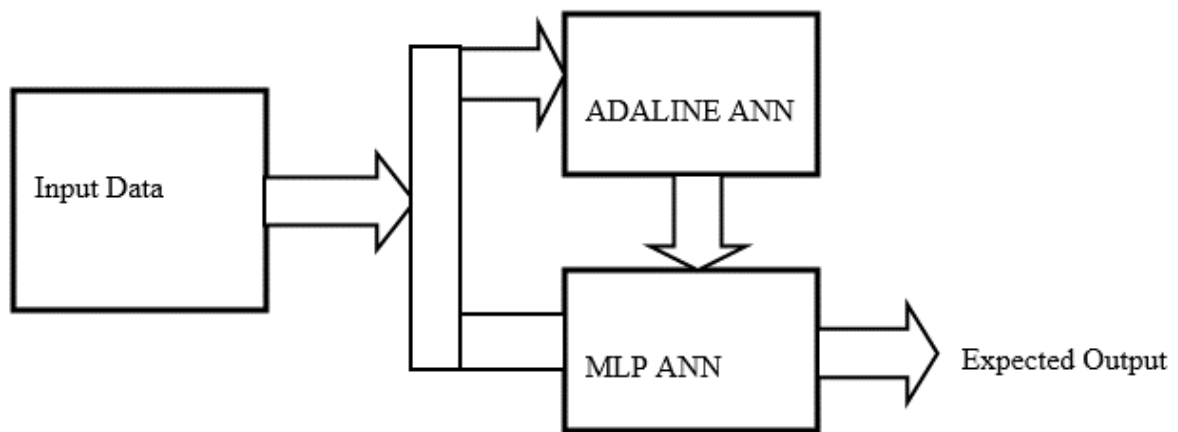 Input Data
ADALINE ANN
MLP ANN
Expected Output